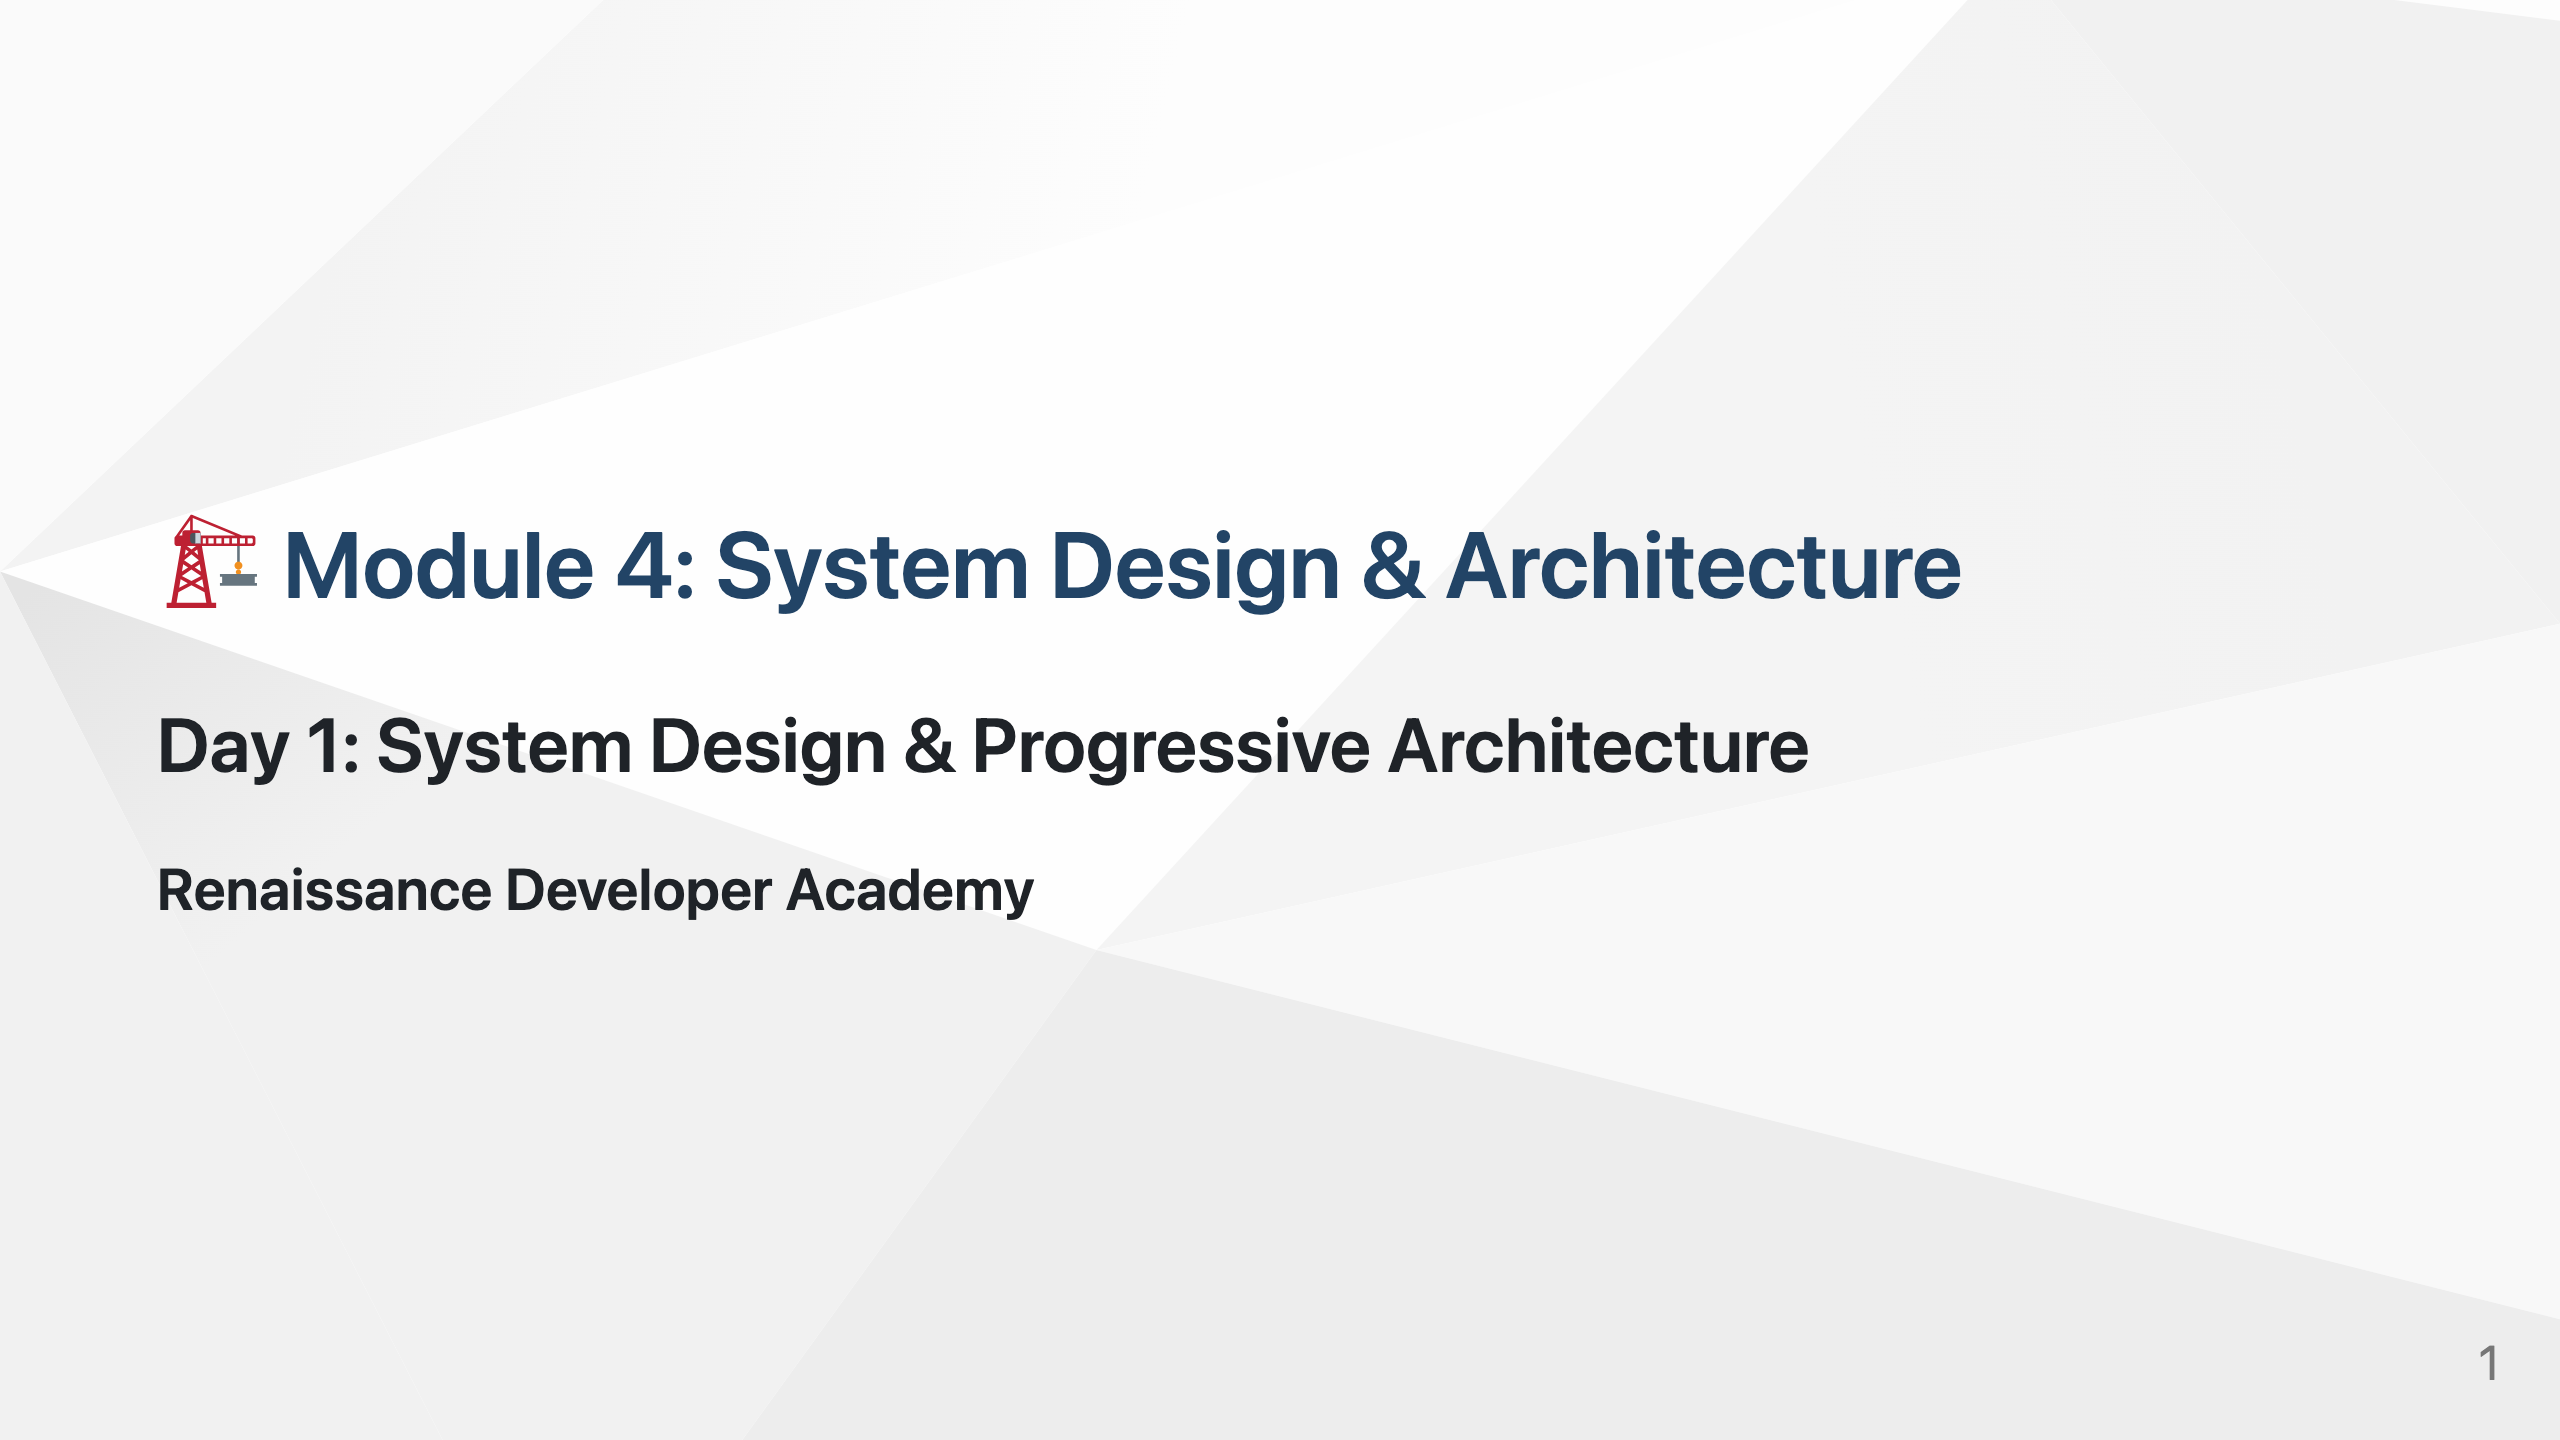 Module 4: System Design & Architecture
Day 1: System Design & Progressive Architecture
Renaissance Developer Academy
1